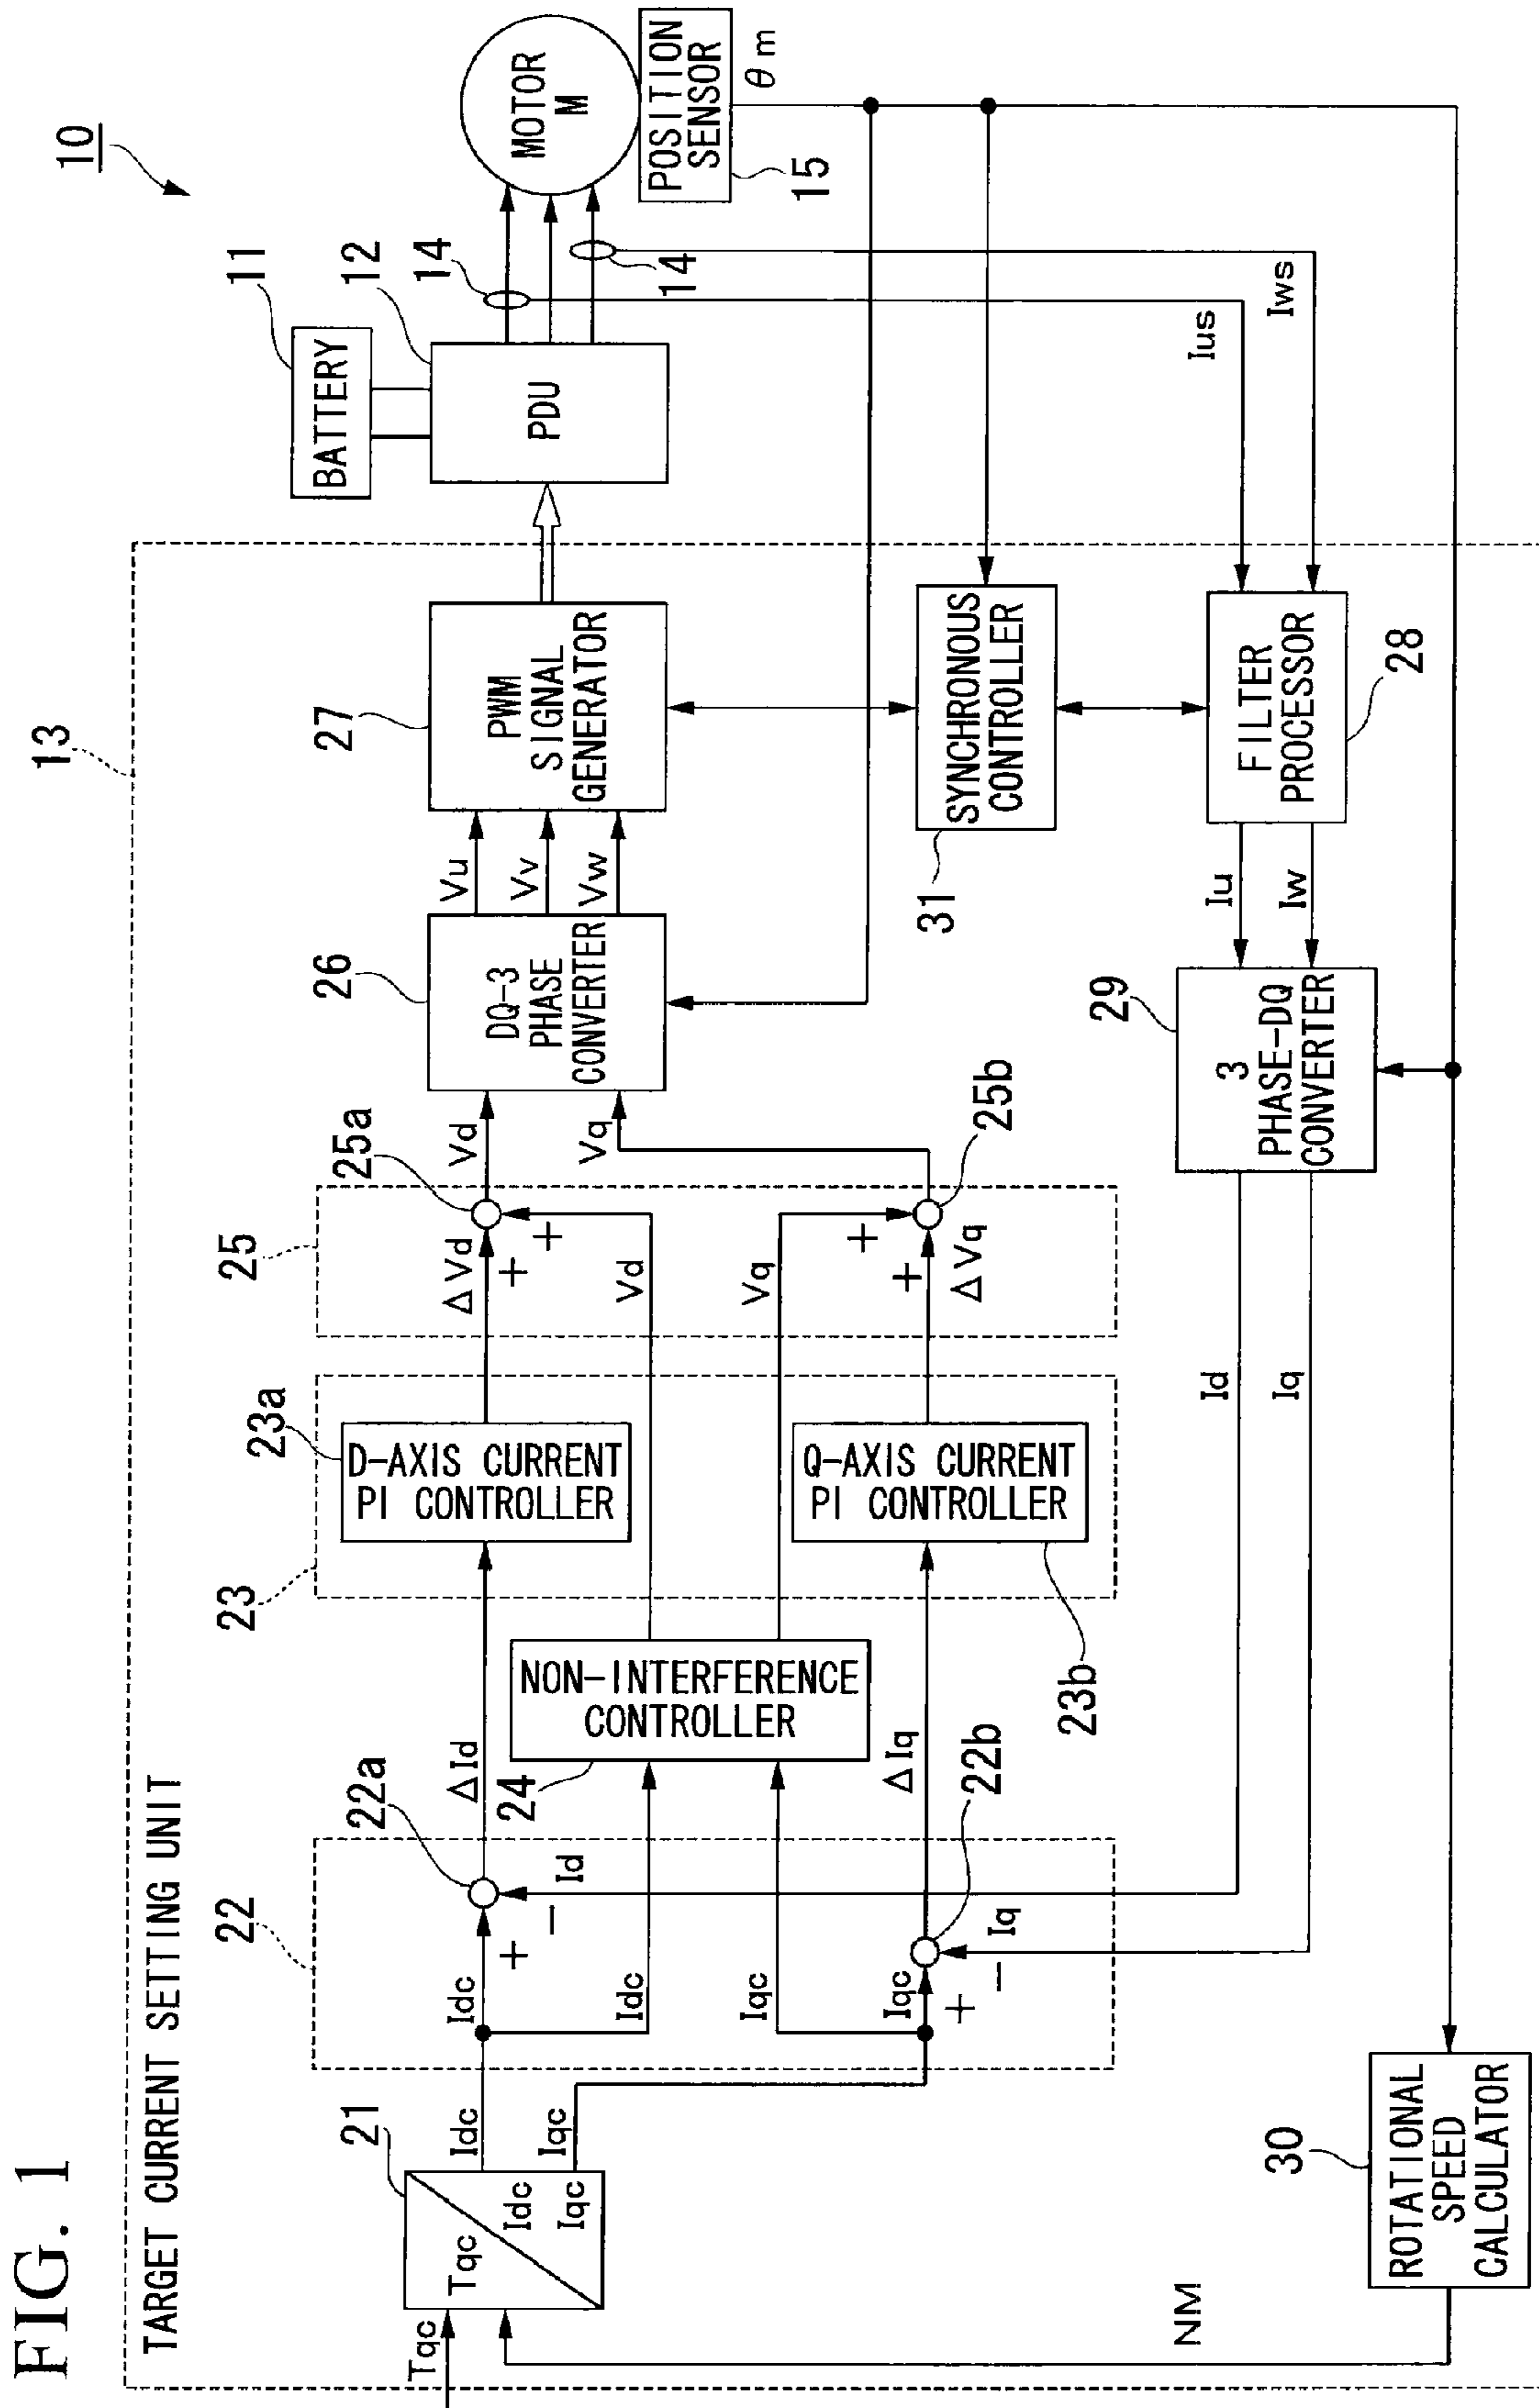 FIG. 1
10
TARGET CURRENT SETTING UNIT
13
BATTERY
11
PDU
12
14
14
MOTOR
M
POSITION
SENSOR
15
θm
Tqc
NM
21
Tqc
Idc
Iqc
Idc
Iqc
22
Idc
+
−
22a
Id
Idc
Iqc
Iqc
+
−
22b
Iq
ΔId
ΔIq
24
NON-INTERFERENCE
CONTROLLER
23
23a
D-AXIS CURRENT
PI CONTROLLER
Q-AXIS CURRENT
PI CONTROLLER
23b
25
ΔVd
+
+
25a
Vd
Vq
+
+
ΔVq
25b
Vd
Vq
26
DQ-3
PHASE
CONVERTER
Vu
Vv
Vw
27
PWM
SIGNAL
GENERATOR
31
SYNCHRONOUS
CONTROLLER
Ius
Iws
FILTER
PROCESSOR
28
Iu
Iw
29
3
PHASE-DQ
CONVERTER
Id
Iq
30
ROTATIONAL
SPEED
CALCULATOR